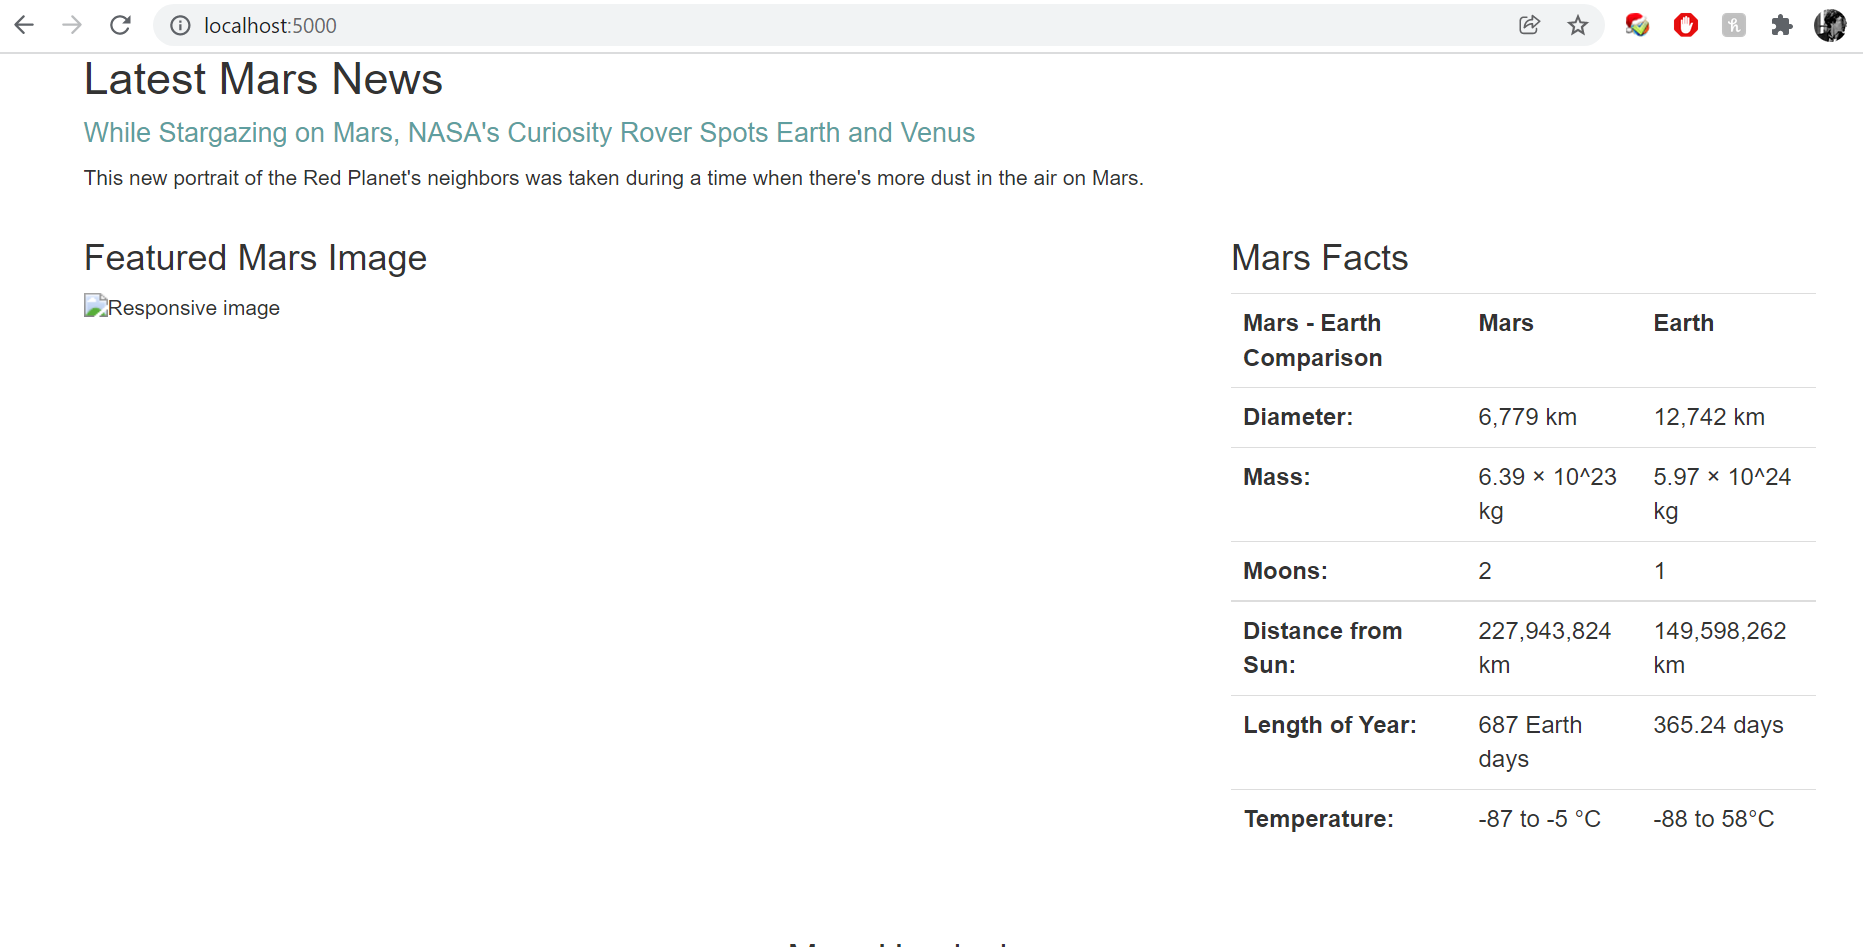 localhost:5000
Latest Mars News
While Stargazing on Mars, NASA's Curiosity Rover Spots Earth and Venus
This new portrait of the Red Planet's neighbors was taken during a time when there's more dust in the air on Mars.
Featured Mars Image
Responsive image
Mars Facts
Mars - Earth Mars Earth
Comparison
Diameter: 6,779 km 12,742 km
Mass: 6.39 × 10^23 5.97 × 10^24
kg kg
Moons: 2 1
Distance from 227,943,824 149,598,262
Sun: km km
Length of Year: 687 Earth 365.24 days
days
Temperature: -87 to -5 °C -88 to 58°C